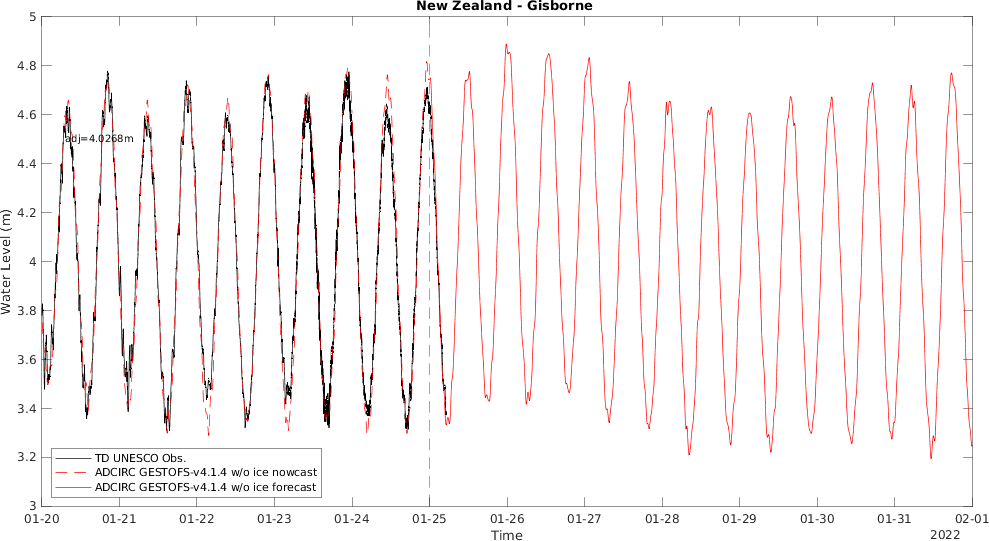 New Zealand - Gisborne
5
4.8
4.6
4.4
4.2
4
3.8
3.6
3.4
3.2
3
Water Level (m)
adj=4.0268m
TD UNESCO Obs.
ADCIRC GESTOFS-v4.1.4 w/o ice nowcast
ADCIRC GESTOFS-v4.1.4 w/o ice forecast
01-20 01-21 01-22 01-23 01-24 01-25 01-26 01-27 01-28 01-29 01-30 01-31 02-01
Time
2022